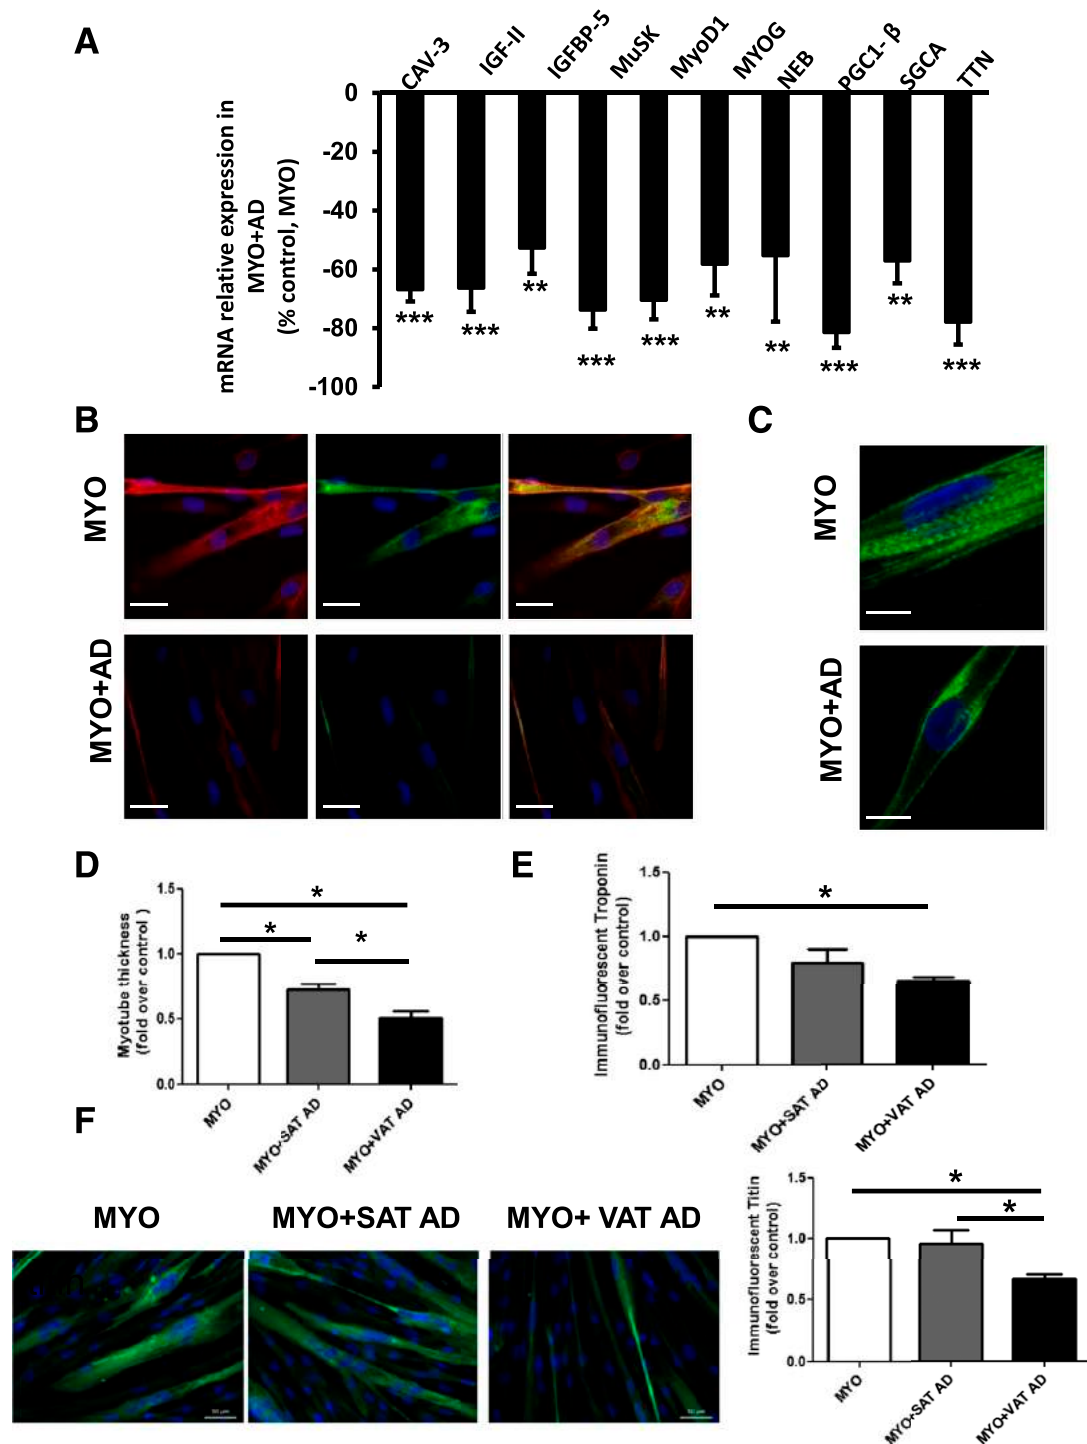 A
CAV-3
IGF-II
IGFBP-5
MuSK
MyoD1
MYOG
NEB
PGC1- β
SGCA
TTN
mRNA relative expression in
MYO+AD
(% control, MYO)
0
-20
-40
-60
-80
-100
***
***
**
***
***
**
**
***
**
***
B
MYO
MYO+AD
C
MYO
MYO+AD
D
Myotube thickness
(fold over control )
1.5
1.0
0.5
0.0
*
*
*
MYO
MYO+SAT AD
MYO+VAT AD
E
Immunofluorescent Troponin
(fold over control)
1.5
1.0
0.5
0.0
*
MYO
MYO+SAT AD
MYO+VAT AD
F
MYO
MYO+SAT AD
MYO+ VAT AD
50 µm
50 µm
Immunofluorescent Titin
(fold over control)
1.5
1.0
0.5
0.0
*
*
MYO
MYO+SAT AD
MYO+VAT AD